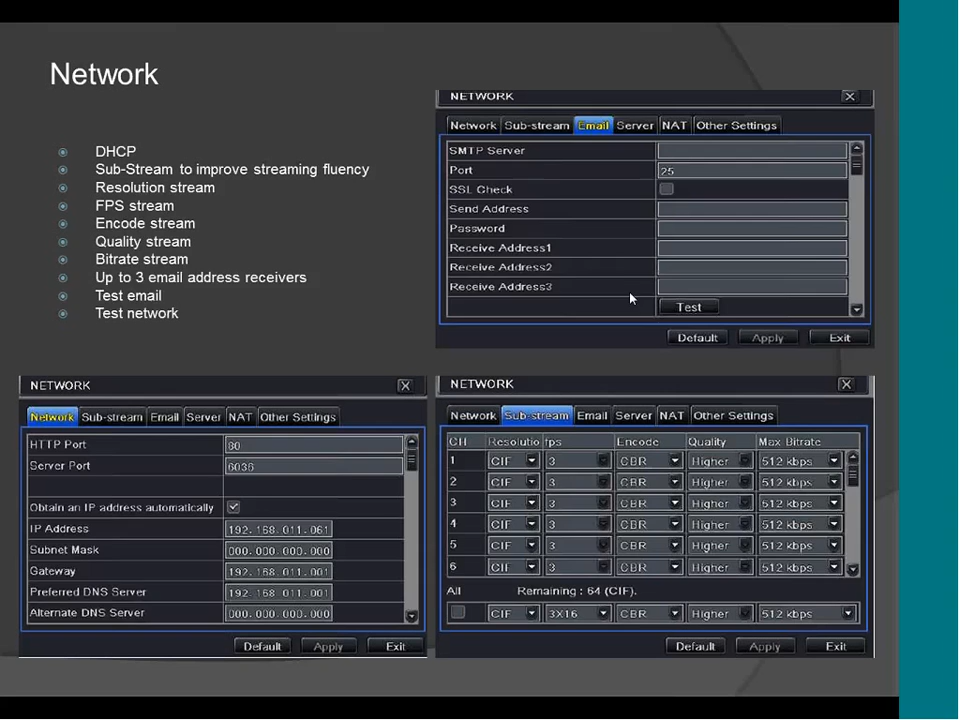 Network
DHCP
Sub-Stream to improve streaming fluency
Resolution stream
FPS stream
Encode stream
Quality stream
Bitrate stream
Up to 3 email address receivers
Test email
Test network
NETWORK
Network Sub-stream Email Server NAT Other Settings
SMTP Server
Port 25
SSL Check
Send Address
Password
Receive Address1
Receive Address2
Receive Address3
Test
Default Apply Exit
NETWORK
Network Sub-stream Email Server NAT Other Settings
HTTP Port 80
Server Port 6036
Obtain an IP address automatically
IP Address 192.168.011.061
Subnet Mask 000.000.000.000
Gateway 192.168.011.001
Preferred DNS Server 192.168.011.001
Alternate DNS Server 000.000.000.000
Default Apply Exit
NETWORK
Network Sub-stream Email Server NAT Other Settings
CH Resolutio fps Encode Quality Max Bitrate
1 CIF 3 CBR Higher 512 kbps
2 CIF 3 CBR Higher 512 kbps
3 CIF 3 CBR Higher 512 kbps
4 CIF 3 CBR Higher 512 kbps
5 CIF 3 CBR Higher 512 kbps
6 CIF 3 CBR Higher 512 kbps
All Remaining : 64 (CIF).
CIF 3X16 CBR Higher 512 kbps
Default Apply Exit